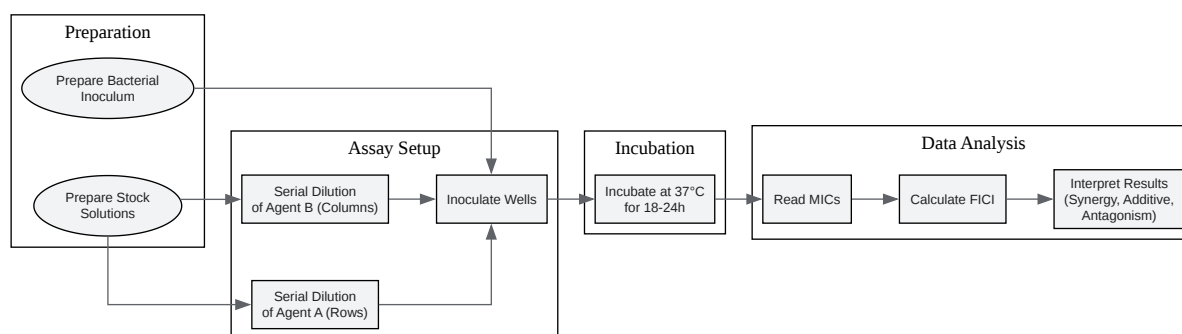 Preparation
Prepare Bacterial
Inoculum
Prepare Stock
Solutions
Assay Setup
Serial Dilution
of Agent B (Columns)
Inoculate Wells
Serial Dilution
of Agent A (Rows)
Incubation
Incubate at 37°C
for 18-24h
Data Analysis
Read MICs
Calculate FICI
Interpret Results
(Synergy, Additive,
Antagonism)